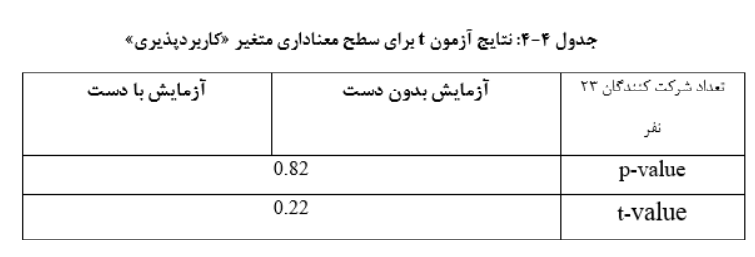 جدول ۴-۴: نتایج آزمون t برای سطح معناداری متغیر «کاربردپذیری»
تعداد شرکت کنندگان ۲۳ نفر	آزمایش بدون دست	آزمایش با دست
p-value	0.82
t-value	0.22